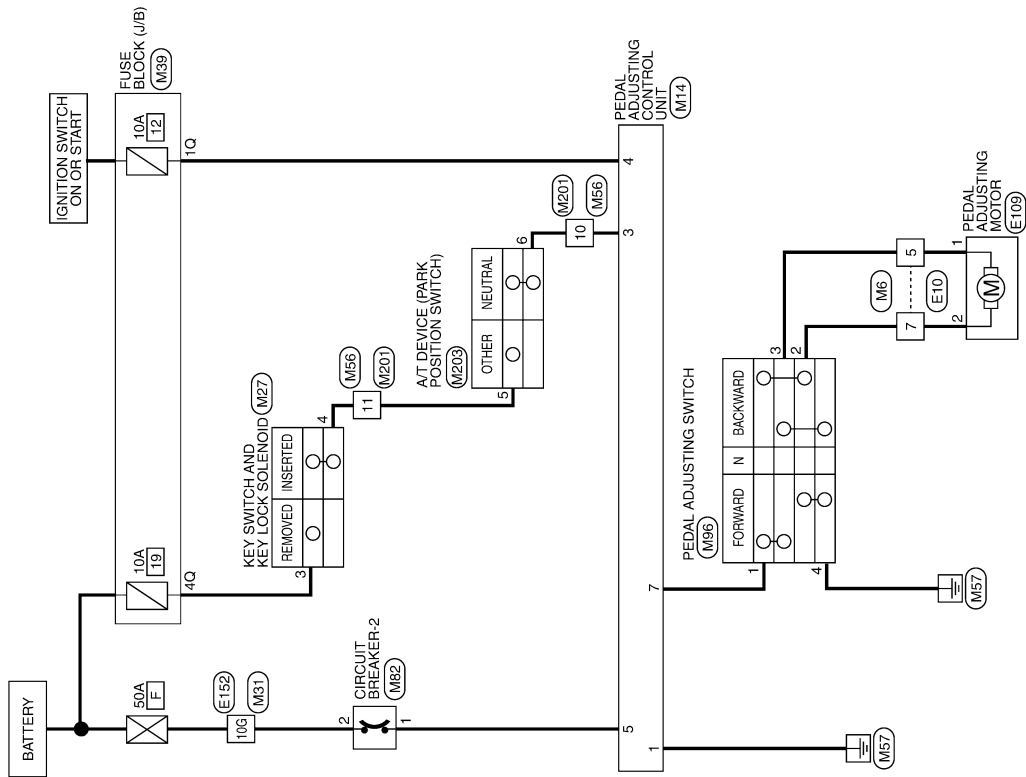 BATTERY
IGNITION SWITCH
ON OR START
50A
F
10A
19
10A
12
FUSE
BLOCK (J/B)
M39
4Q
1Q
E152
10G
M31
KEY SWITCH AND
KEY LOCK SOLENOID
M27
REMOVED
INSERTED
3
4
M56
11
M201
A/T DEVICE (PARK
POSITION SWITCH)
M203
OTHER
NEUTRAL
5
6
M201
10
M56
CIRCUIT
BREAKER-2
M82
2
1
5
3
4
PEDAL
ADJUSTING
CONTROL
UNIT
M14
1
7
PEDAL ADJUSTING SWITCH
M96
FORWARD
N
BACKWARD
1
4
3
2
M6
7
5
E10
2
1
M
PEDAL
ADJUSTING
MOTOR
E109
M57
M57